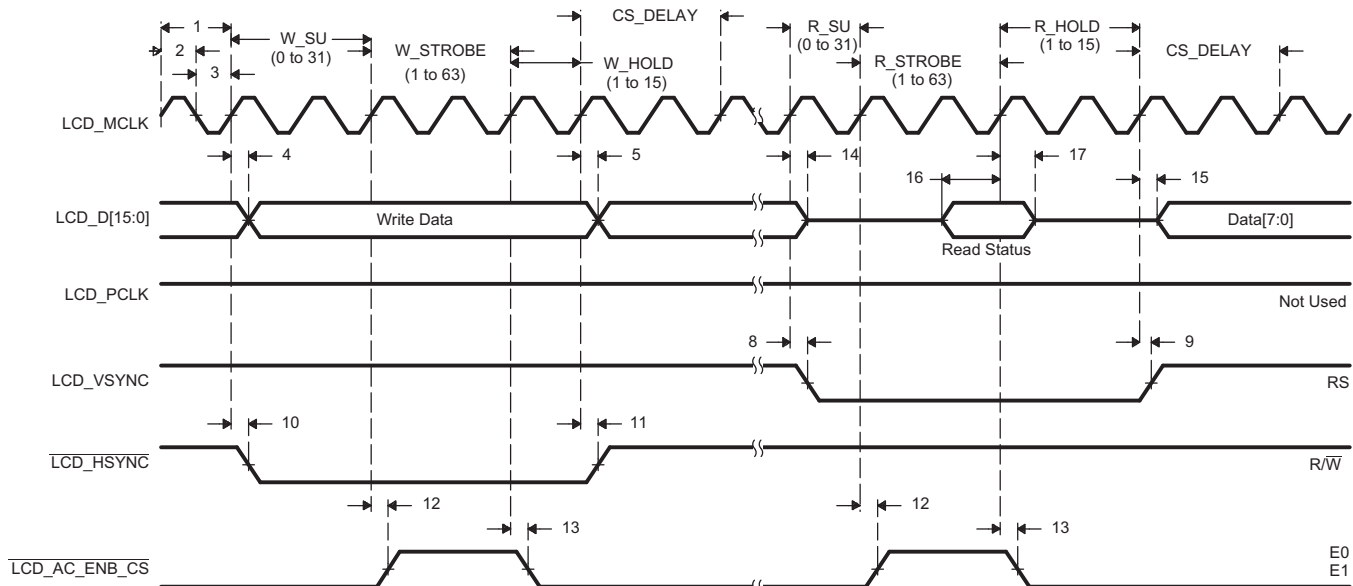 CS_DELAY
1
W_SU
(0 to 31)
R_SU
(0 to 31)
R_HOLD
(1 to 15)
2
W_STROBE
(1 to 63)
CS_DELAY
3
W_HOLD
(1 to 15)
R_STROBE
(1 to 63)
LCD_MCLK
4
5
14
17
16
15
LCD_D[15:0]
Write Data
Data[7:0]
Read Status
LCD_PCLK
Not Used
8
9
LCD_VSYNC
RS
10
11
LCD_HSYNC
R/W
12
12
13
13
LCD_AC_ENB_CS
E0
E1